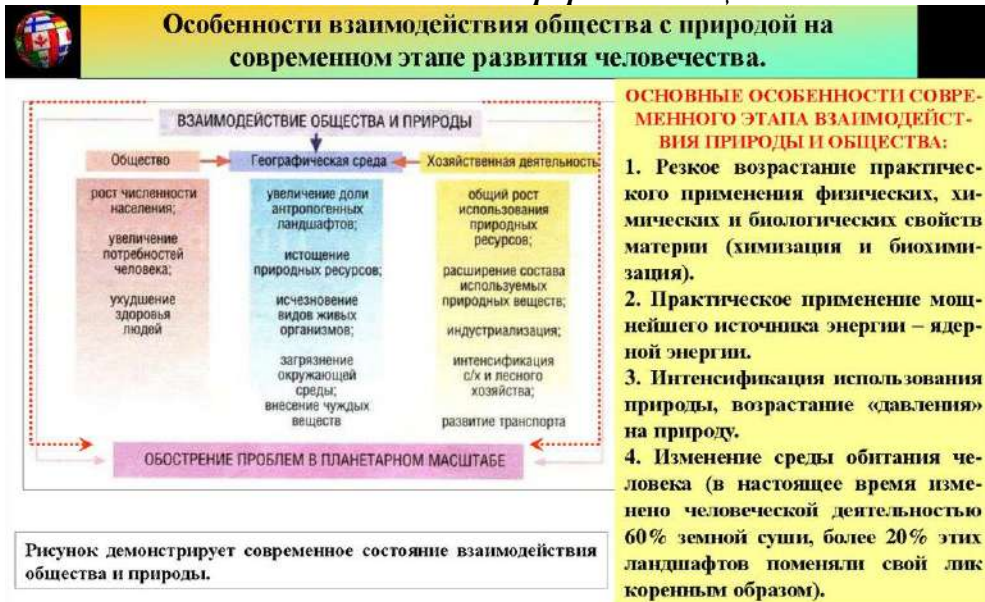 Особенности взаимодействия общества с природой на
современном этапе развития человечества.
ВЗАИМОДЕЙСТВИЕ ОБЩЕСТВА И ПРИРОДЫ
Общество
рост численности
населения;
увеличение
потребностей
человека;
ухудшение
здоровья
людей
Географическая среда
увеличение доли
антропогенных
ландшафтов;
истощение
природных ресурсов;
исчезновение
видов живых
организмов;
загрязнение
окружающей
среды;
внесение чуждых
веществ
Хозяйственная деятельность
общий рост
использования
природных
ресурсов;
расширение состава
используемых
природных веществ;
индустриализация;
интенсификация
с/х и лесного
хозяйства;
развитие транспорта
ОБОСТРЕНИЕ ПРОБЛЕМ В ПЛАНЕТАРНОМ МАСШТАБЕ
Рисунок демонстрирует современное состояние взаимодействия
общества и природы.
ОСНОВНЫЕ ОСОБЕННОСТИ СОВРЕ-
МЕННОГО ЭТАПА ВЗАИМОДЕЙСТ-
ВИЯ ПРИРОДЫ И ОБЩЕСТВА:
1. Резкое возрастание практичес-
кого применения физических, хи-
мических и биологических свойств
материи (химизация и биохими-
зация).
2. Практическое применение мощ-
нейшего источника энергии – ядер-
ной энергии.
3. Интенсификация использования
природы, возрастание «давления»
на природу.
4. Изменение среды обитания че-
ловека (в настоящее время изме-
нено человеческой деятельностью
60% земной суши, более 20% этих
ландшафтов поменяли свой лик
коренным образом).